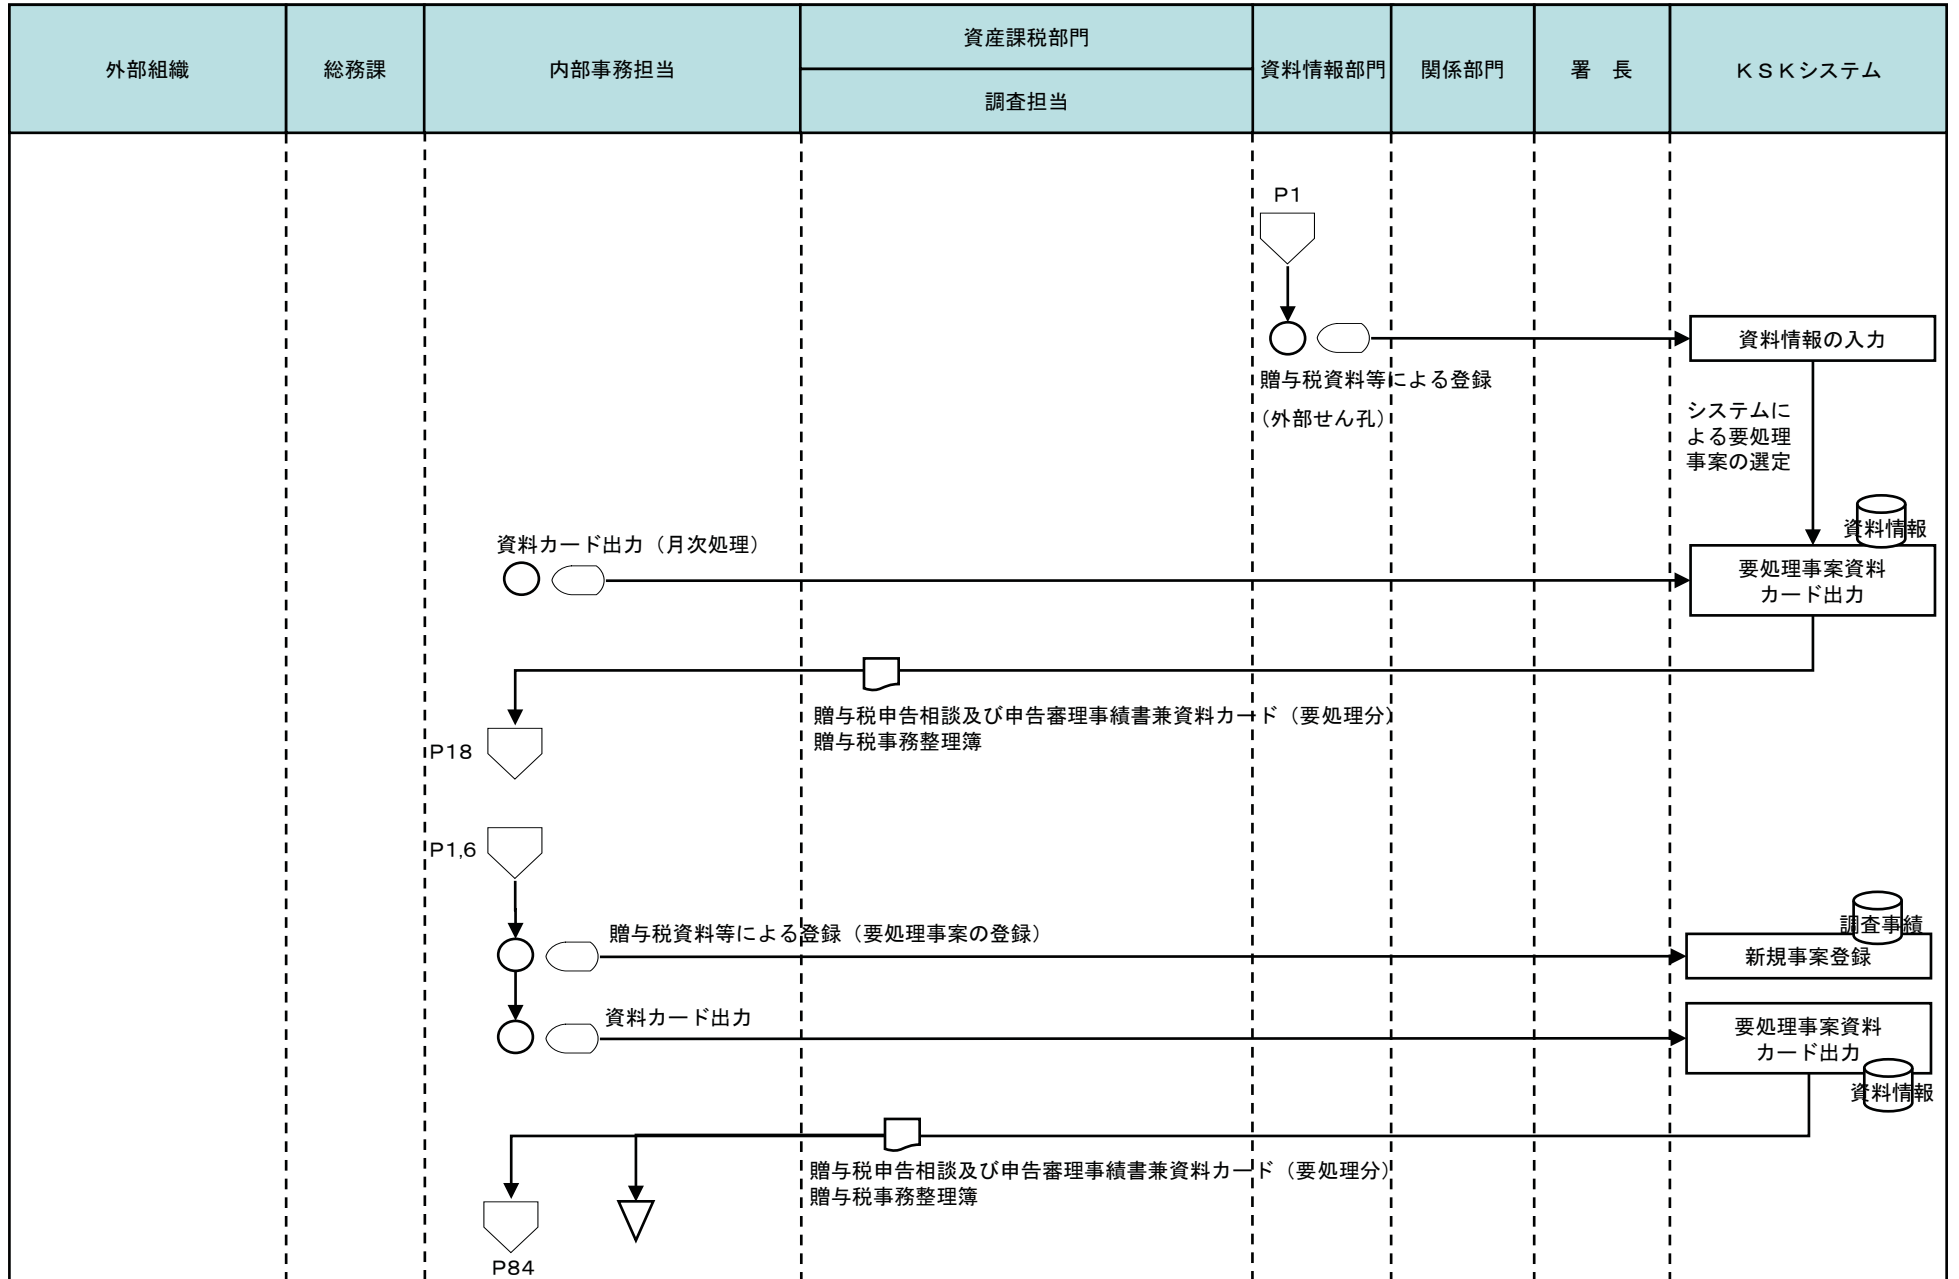 外部組織
総務課
内部事務担当
資産課税部門
調査担当
資料情報部門
関係部門
署　長
ＫＳＫシステム
P1
資料情報の入力
贈与税資料等による登録
（外部せん孔）
システムに
よる要処理
事案の選定
資料情報
資料カード出力（月次処理）
要処理事案資料
カード出力
贈与税申告相談及び申告審理事績書兼資料カード（要処理分）
贈与税事務整理簿
P18
P1,6
調査事績
贈与税資料等による登録（要処理事案の登録）
新規事案登録
資料カード出力
要処理事案資料
カード出力
資料情報
贈与税申告相談及び申告審理事績書兼資料カード（要処理分）
贈与税事務整理簿
P84